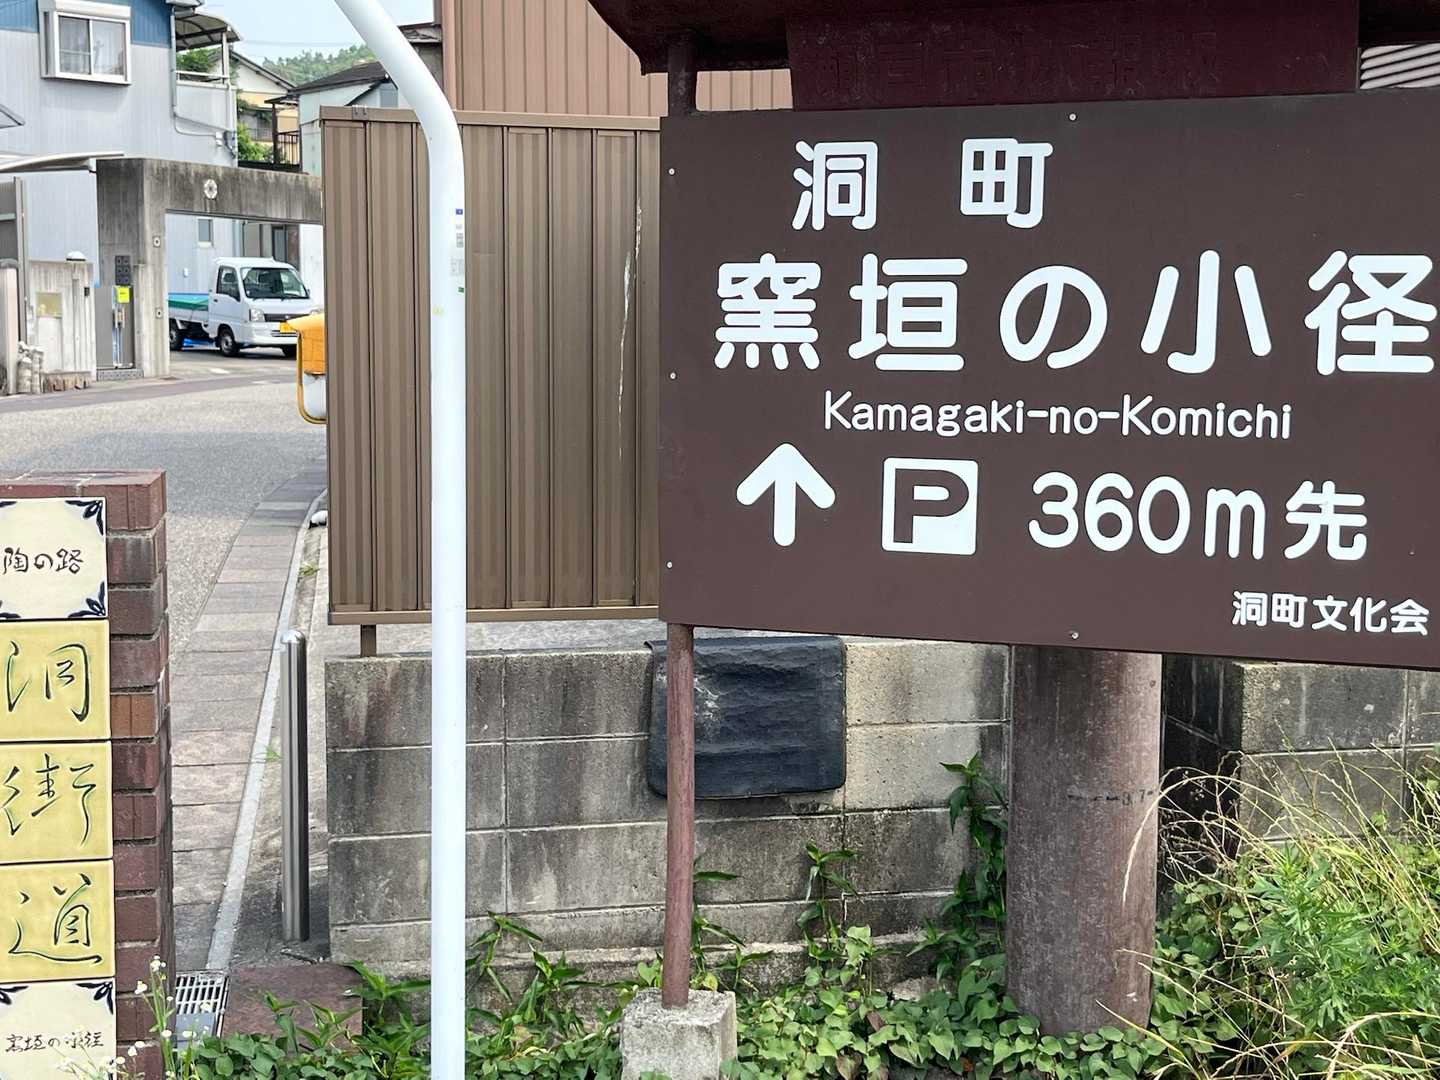 洞 町
窯垣の小径
Kamagaki-no-Komichi
↑ P 360m先
洞町文化会
陶の路
洞
街
道
窯垣の小径